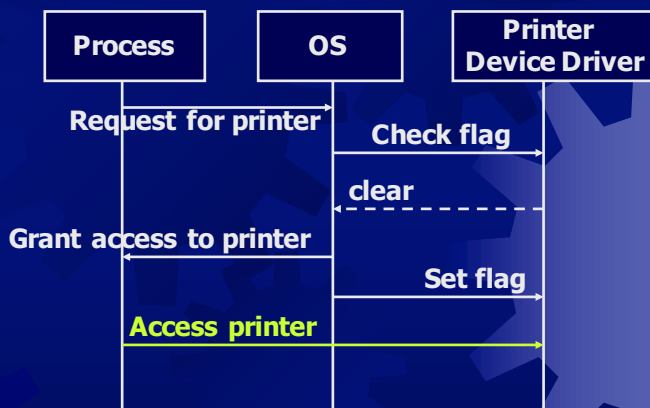 Process
OS
Printer
Device Driver
Request for printer
Check flag
clear
Grant access to printer
Set flag
Access printer